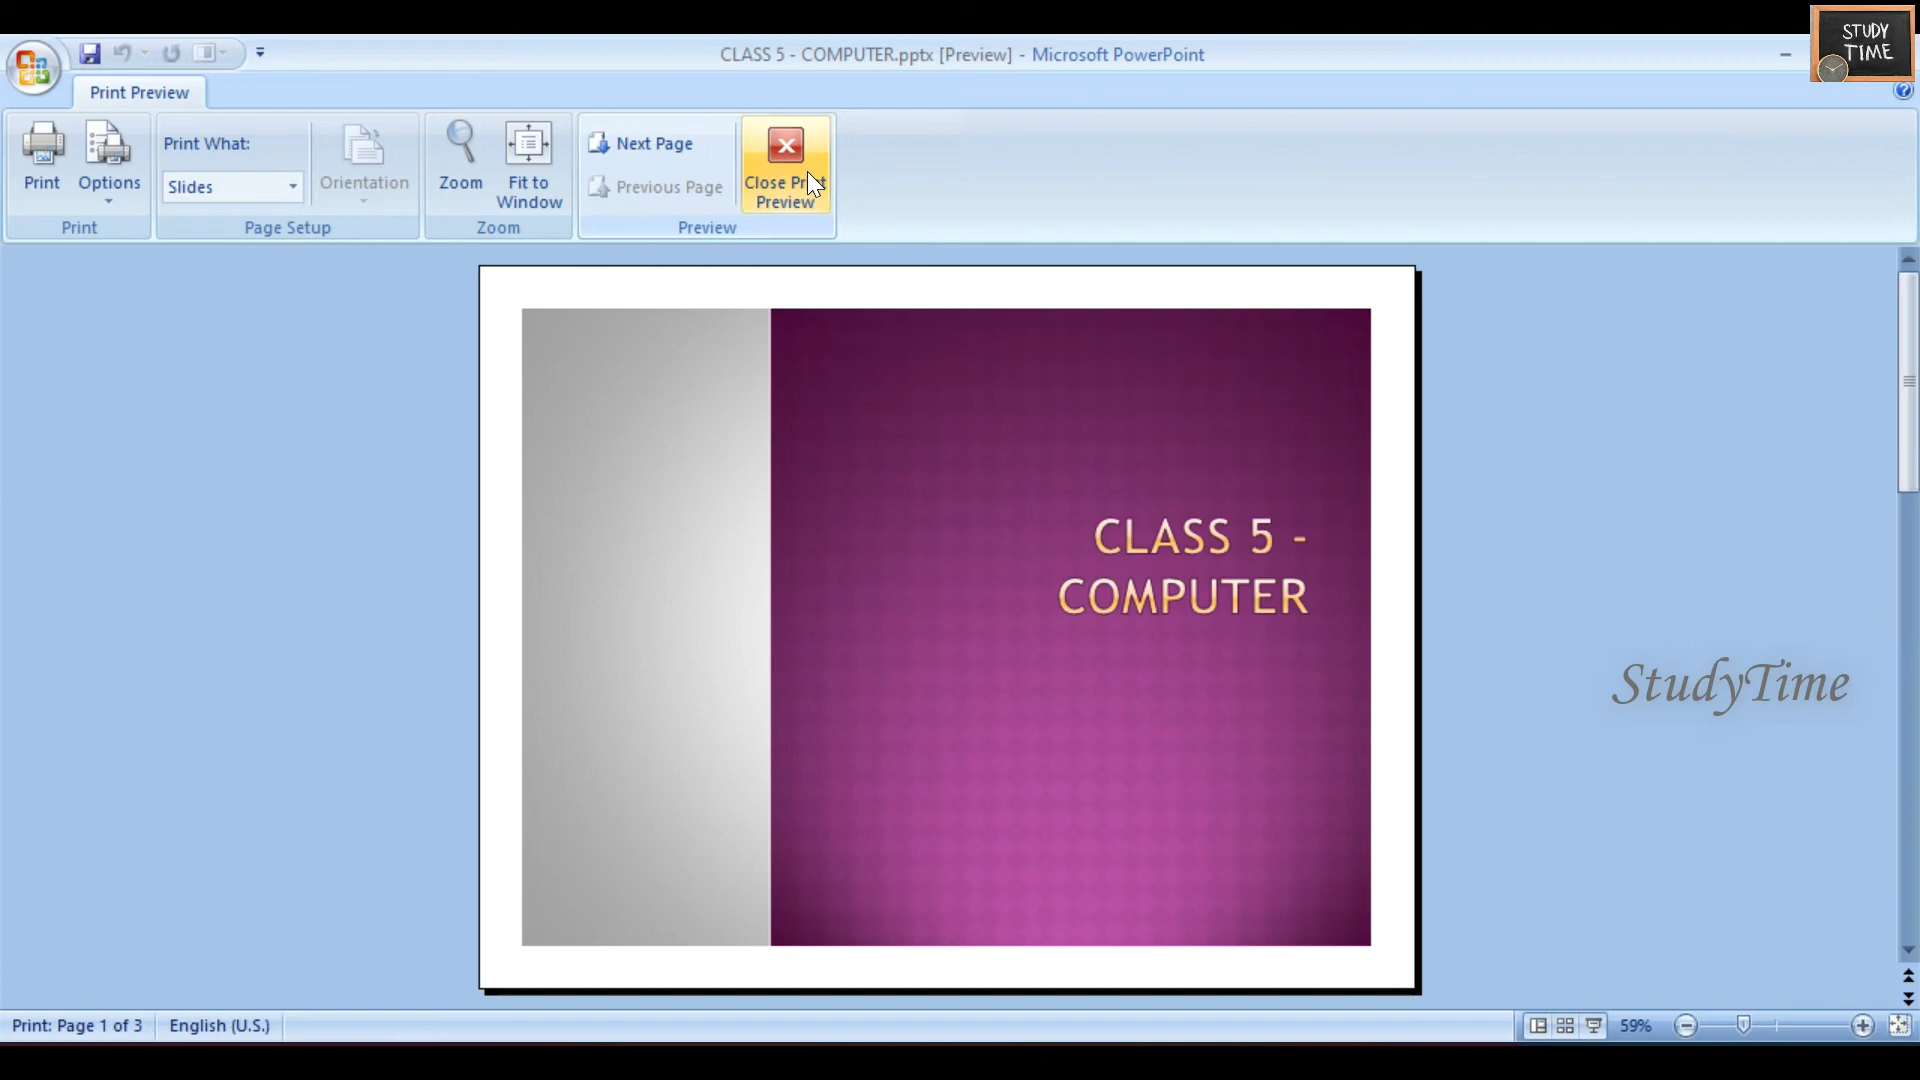 STUDY
TIME
CLASS 5 - COMPUTER.pptx [Preview] - Microsoft PowerPoint
Print Preview
Print
Options
Print
Print What:
Slides
Orientation
Page Setup
Zoom
Fit to
Window
Zoom
Next Page
Previous Page
Close Print
Preview
Preview
CLASS 5 -
COMPUTER
StudyTime
Print: Page 1 of 3
English (U.S.)
59%